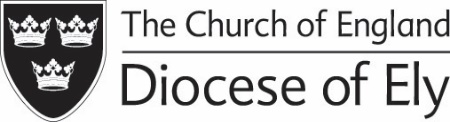 The Church of England
Diocese of Ely